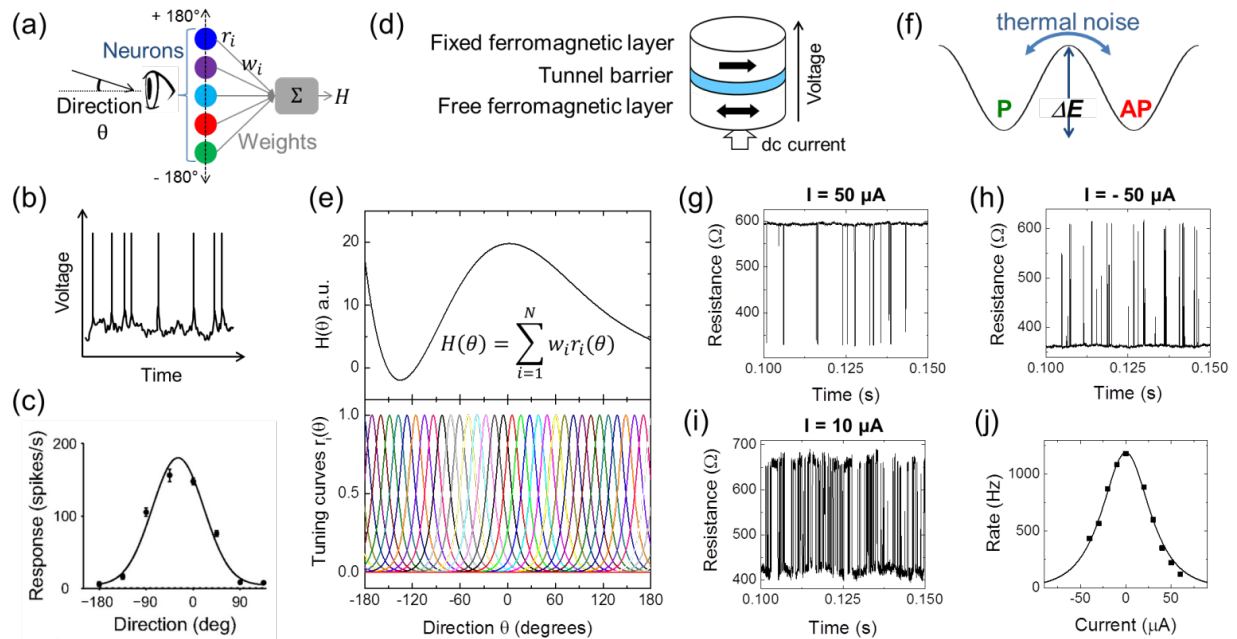 (a)
+ 180°
Neurons
r_i
w_i
Σ
H
Direction
θ
Weights
- 180°
(b)
Voltage
Time
(c)
Response (spikes/s)
200
100
0
-180
-90
0
90
Direction (deg)
(d)
Fixed ferromagnetic layer
Tunnel barrier
Free ferromagnetic layer
Voltage
dc current
(e)
H(θ) a.u.
20
10
0
H(θ) = ∑_{i=1}^{N} w_i r_i(θ)
Tuning curves r_i(θ)
1.0
0.5
0.0
-180 -120 -60 0 60 120 180
Direction θ (degrees)
(f)
thermal noise
P
ΔE
AP
(g)
I = 50 µA
Resistance (Ω)
600
500
400
0.100 0.125 0.150
Time (s)
(h)
I = - 50 µA
Resistance (Ω)
600
500
400
0.100 0.125 0.150
Time (s)
(i)
I = 10 µA
Resistance (Ω)
700
600
500
400
0.100 0.125 0.150
Time (s)
(j)
Rate (Hz)
1000
500
0
-50 0 50
Current (µA)